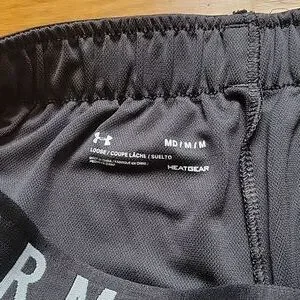 MD / M / M
LOOSE / COUPE LÂCHE / SUELTO
HEATGEAR
R M